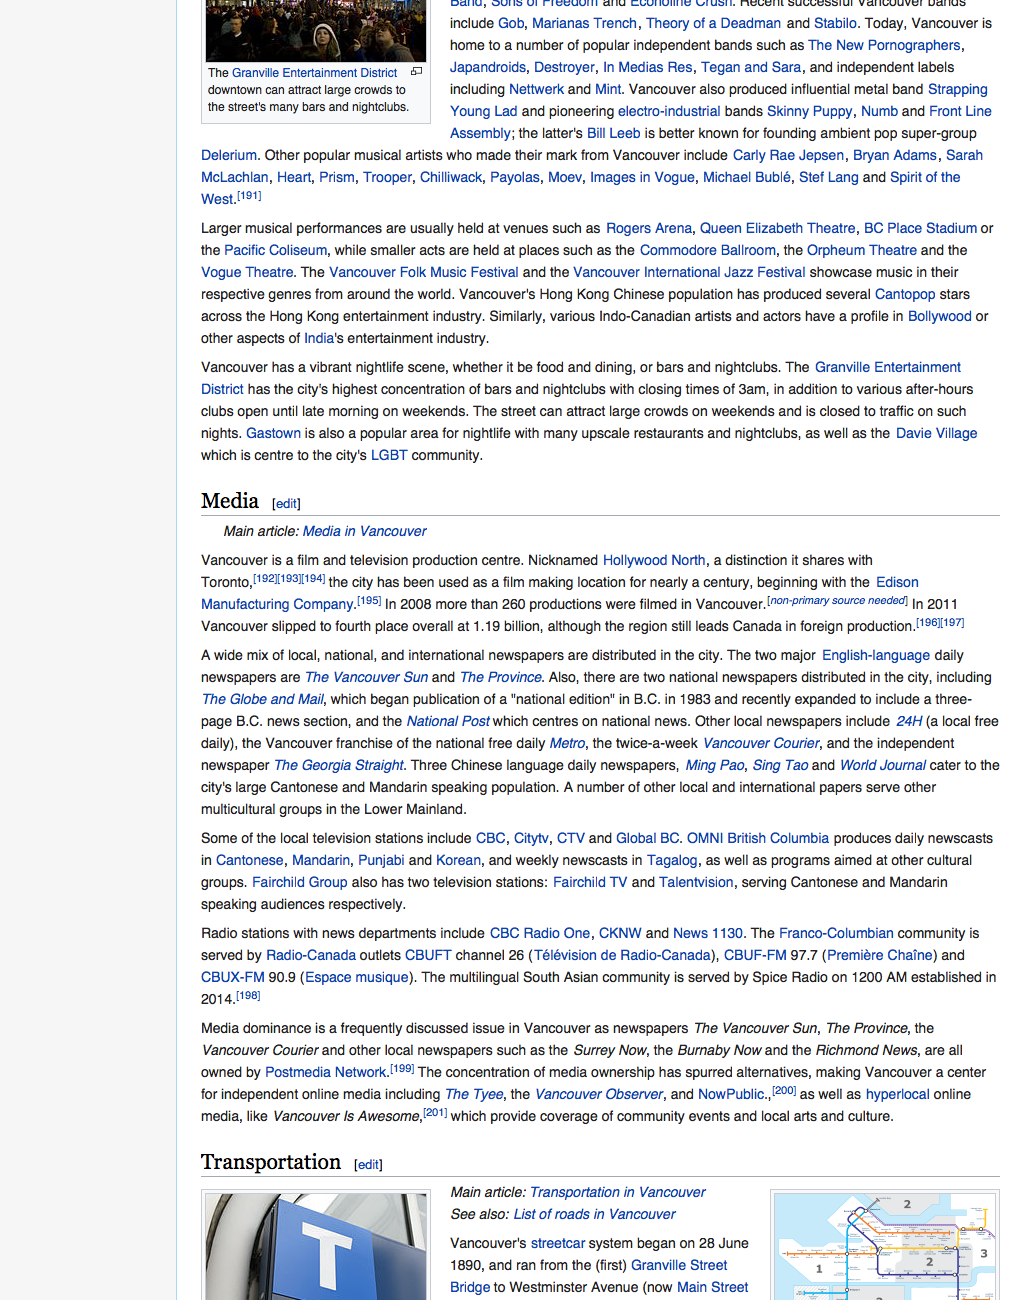 Band, Sons of Freedom and Econoline Crush. Recent successful Vancouver bands
include Gob, Marianas Trench, Theory of a Deadman and Stabilo. Today, Vancouver is
home to a number of popular independent bands such as The New Pornographers,
Japandroids, Destroyer, In Medias Res, Tegan and Sara, and independent labels
including Nettwerk and Mint. Vancouver also produced influential metal band Strapping
Young Lad and pioneering electro-industrial bands Skinny Puppy, Numb and Front Line
Assembly; the latter's Bill Leeb is better known for founding ambient pop super-group
The Granville Entertainment District
downtown can attract large crowds to
the street's many bars and nightclubs.
Delerium. Other popular musical artists who made their mark from Vancouver include Carly Rae Jepsen, Bryan Adams, Sarah
McLachlan, Heart, Prism, Trooper, Chilliwack, Payolas, Moev, Images in Vogue, Michael Bublé, Stef Lang and Spirit of the
West.[191]
Larger musical performances are usually held at venues such as Rogers Arena, Queen Elizabeth Theatre, BC Place Stadium or
the Pacific Coliseum, while smaller acts are held at places such as the Commodore Ballroom, the Orpheum Theatre and the
Vogue Theatre. The Vancouver Folk Music Festival and the Vancouver International Jazz Festival showcase music in their
respective genres from around the world. Vancouver's Hong Kong Chinese population has produced several Cantopop stars
across the Hong Kong entertainment industry. Similarly, various Indo-Canadian artists and actors have a profile in Bollywood or
other aspects of India's entertainment industry.
Vancouver has a vibrant nightlife scene, whether it be food and dining, or bars and nightclubs. The Granville Entertainment
District has the city's highest concentration of bars and nightclubs with closing times of 3am, in addition to various after-hours
clubs open until late morning on weekends. The street can attract large crowds on weekends and is closed to traffic on such
nights. Gastown is also a popular area for nightlife with many upscale restaurants and nightclubs, as well as the Davie Village
which is centre to the city's LGBT community.
Media [edit]
Main article: Media in Vancouver
Vancouver is a film and television production centre. Nicknamed Hollywood North, a distinction it shares with
Toronto,[192][193][194] the city has been used as a film making location for nearly a century, beginning with the Edison
Manufacturing Company.[195] In 2008 more than 260 productions were filmed in Vancouver.[non-primary source needed] In 2011
Vancouver slipped to fourth place overall at 1.19 billion, although the region still leads Canada in foreign production.[196][197]
A wide mix of local, national, and international newspapers are distributed in the city. The two major English-language daily
newspapers are The Vancouver Sun and The Province. Also, there are two national newspapers distributed in the city, including
The Globe and Mail, which began publication of a "national edition" in B.C. in 1983 and recently expanded to include a three-
page B.C. news section, and the National Post which centres on national news. Other local newspapers include 24H (a local free
daily), the Vancouver franchise of the national free daily Metro, the twice-a-week Vancouver Courier, and the independent
newspaper The Georgia Straight. Three Chinese language daily newspapers, Ming Pao, Sing Tao and World Journal cater to the
city's large Cantonese and Mandarin speaking population. A number of other local and international papers serve other
multicultural groups in the Lower Mainland.
Some of the local television stations include CBC, Citytv, CTV and Global BC. OMNI British Columbia produces daily newscasts
in Cantonese, Mandarin, Punjabi and Korean, and weekly newscasts in Tagalog, as well as programs aimed at other cultural
groups. Fairchild Group also has two television stations: Fairchild TV and Talentvision, serving Cantonese and Mandarin
speaking audiences respectively.
Radio stations with news departments include CBC Radio One, CKNW and News 1130. The Franco-Columbian community is
served by Radio-Canada outlets CBUFT channel 26 (Télévision de Radio-Canada), CBUF-FM 97.7 (Première Chaîne) and
CBUX-FM 90.9 (Espace musique). The multilingual South Asian community is served by Spice Radio on 1200 AM established in
2014.[198]
Media dominance is a frequently discussed issue in Vancouver as newspapers The Vancouver Sun, The Province, the
Vancouver Courier and other local newspapers such as the Surrey Now, the Burnaby Now and the Richmond News, are all
owned by Postmedia Network.[199] The concentration of media ownership has spurred alternatives, making Vancouver a center
for independent online media including The Tyee, the Vancouver Observer, and NowPublic.,[200] as well as hyperlocal online
media, like Vancouver Is Awesome,[201] which provide coverage of community events and local arts and culture.
Transportation [edit]
T
Main article: Transportation in Vancouver
See also: List of roads in Vancouver
Vancouver's streetcar system began on 28 June
1890, and ran from the (first) Granville Street
Bridge to Westminster Avenue (now Main Street
2
3
2
1